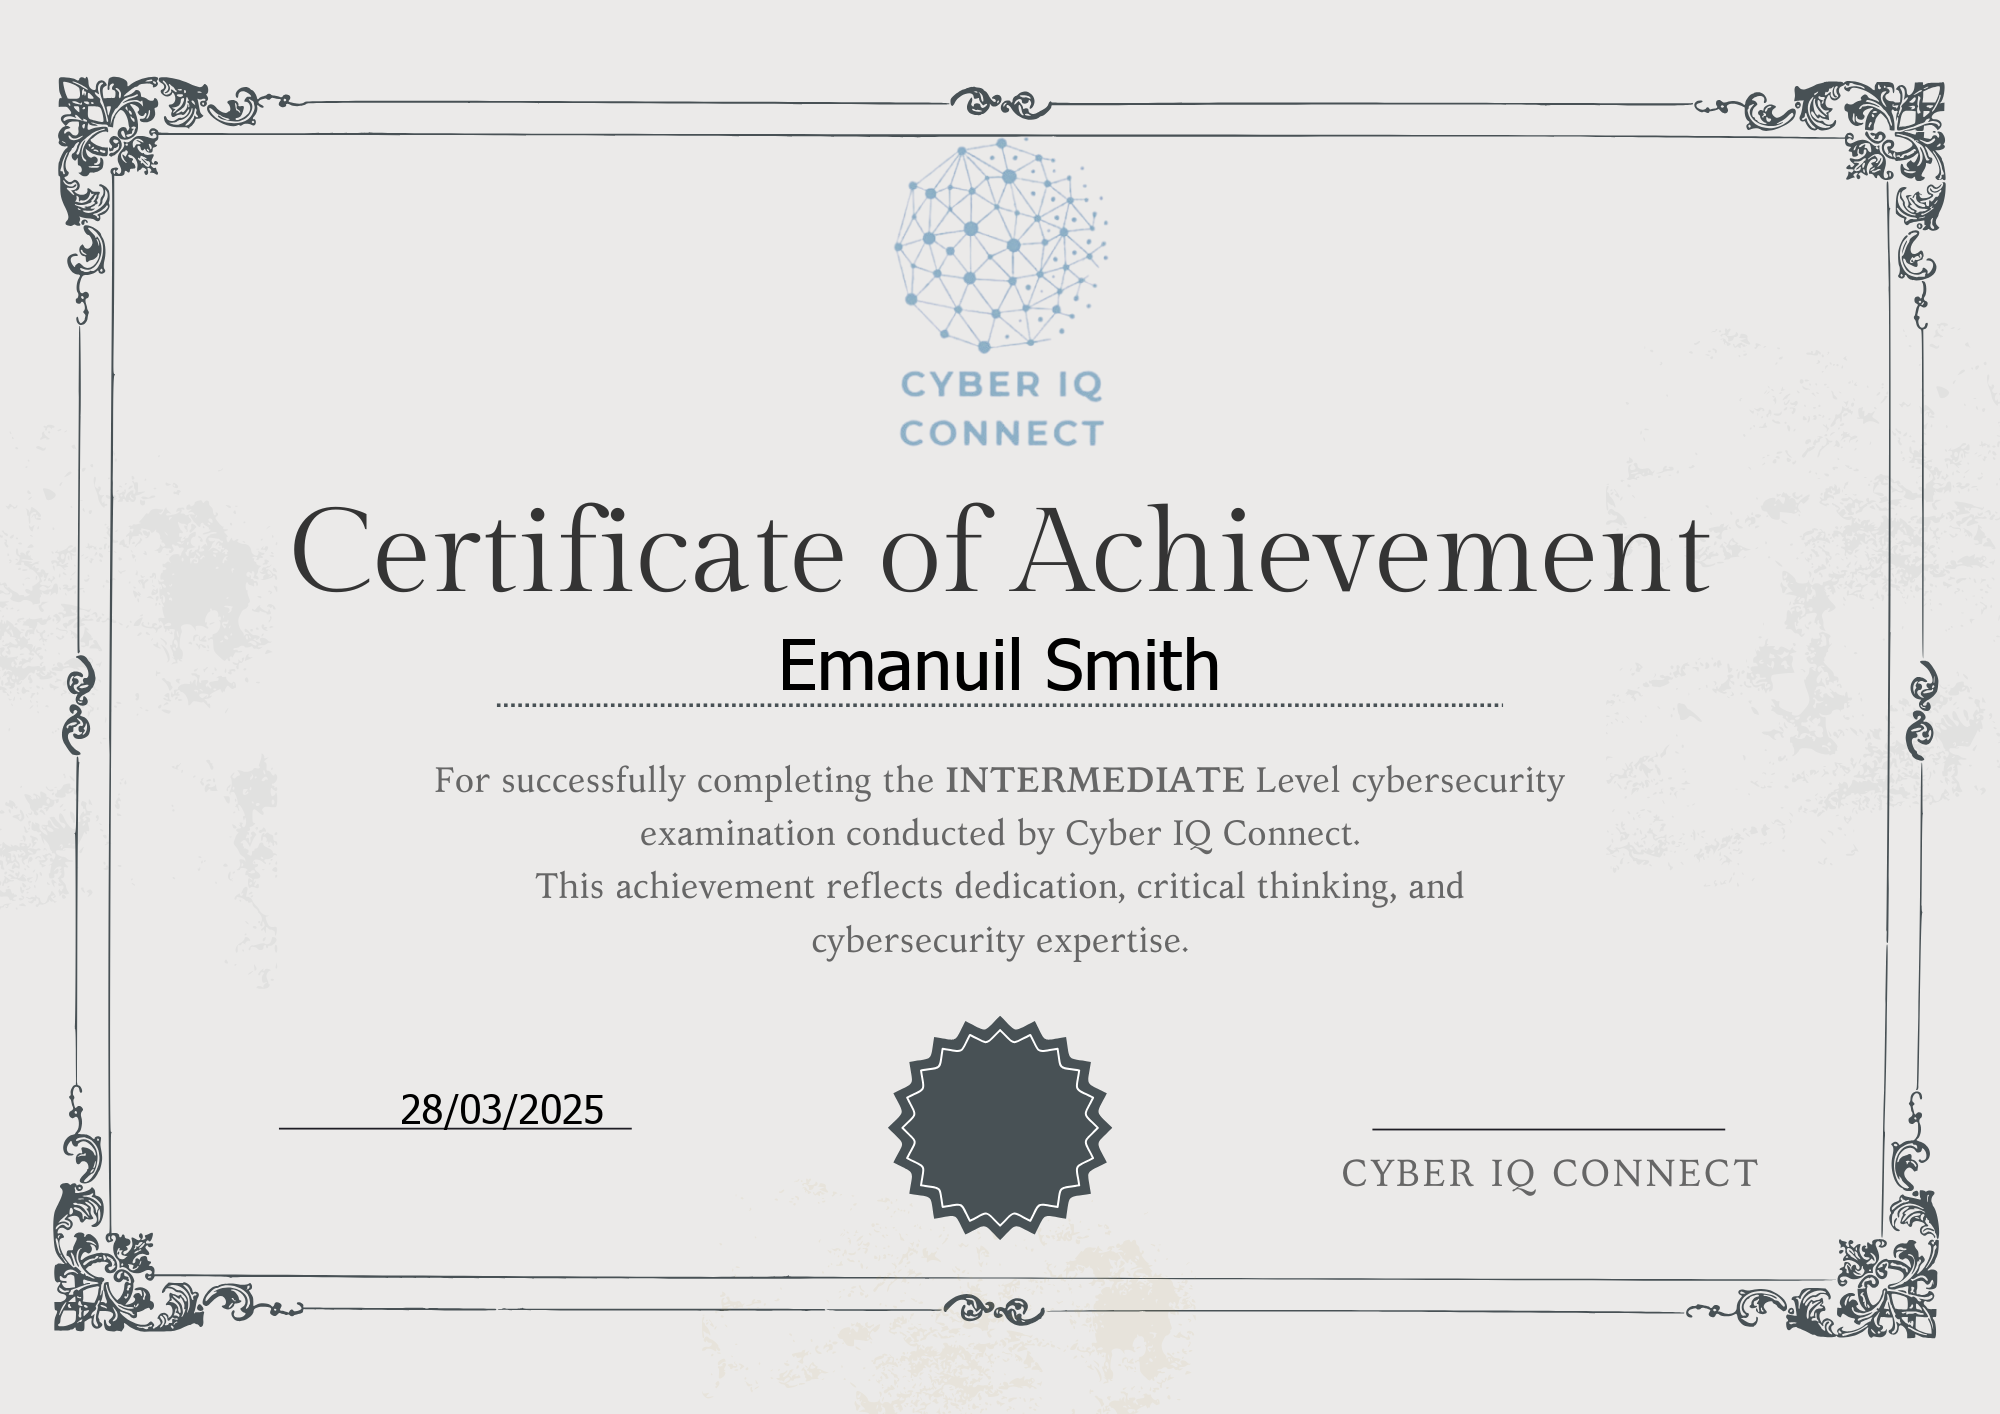 CYBER IQ
CONNECT
Certificate of Achievement
Emanuil Smith
For successfully completing the INTERMEDIATE Level cybersecurity
examination conducted by Cyber IQ Connect.
This achievement reflects dedication, critical thinking, and
cybersecurity expertise.
28/03/2025
CYBER IQ CONNECT